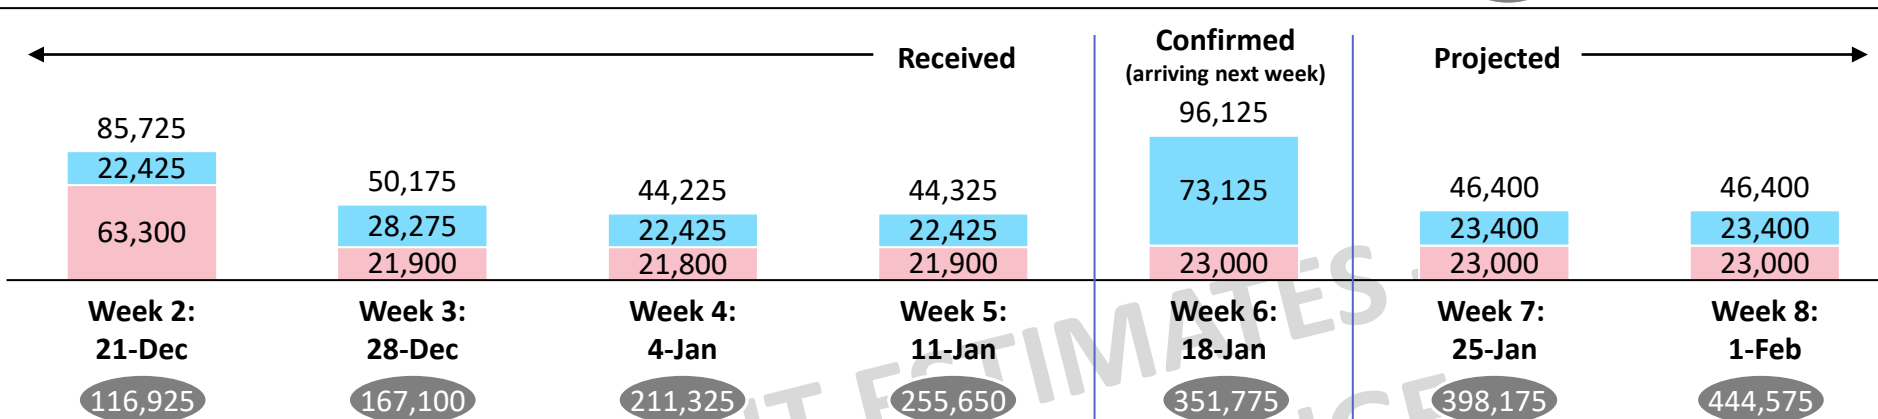 Received
Confirmed
(arriving next week)
Projected
85,725
22,425
63,300
50,175
28,275
21,900
44,225
22,425
21,800
44,325
22,425
21,900
96,125
73,125
23,000
46,400
23,400
23,000
46,400
23,400
23,000
Week 2:
21-Dec
Week 3:
28-Dec
Week 4:
4-Jan
Week 5:
11-Jan
Week 6:
18-Jan
Week 7:
25-Jan
Week 8:
1-Feb
116,925
167,100
211,325
255,650
351,775
398,175
444,575
ESTIMATES